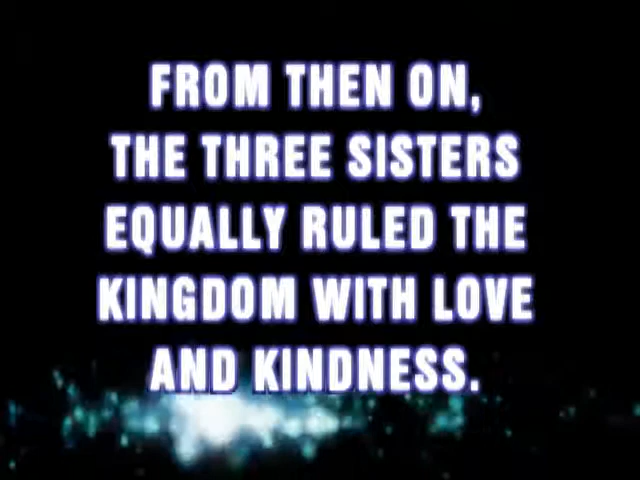 FROM THEN ON,
THE THREE SISTERS
EQUALLY RULED THE
KINGDOM WITH LOVE
AND KINDNESS.